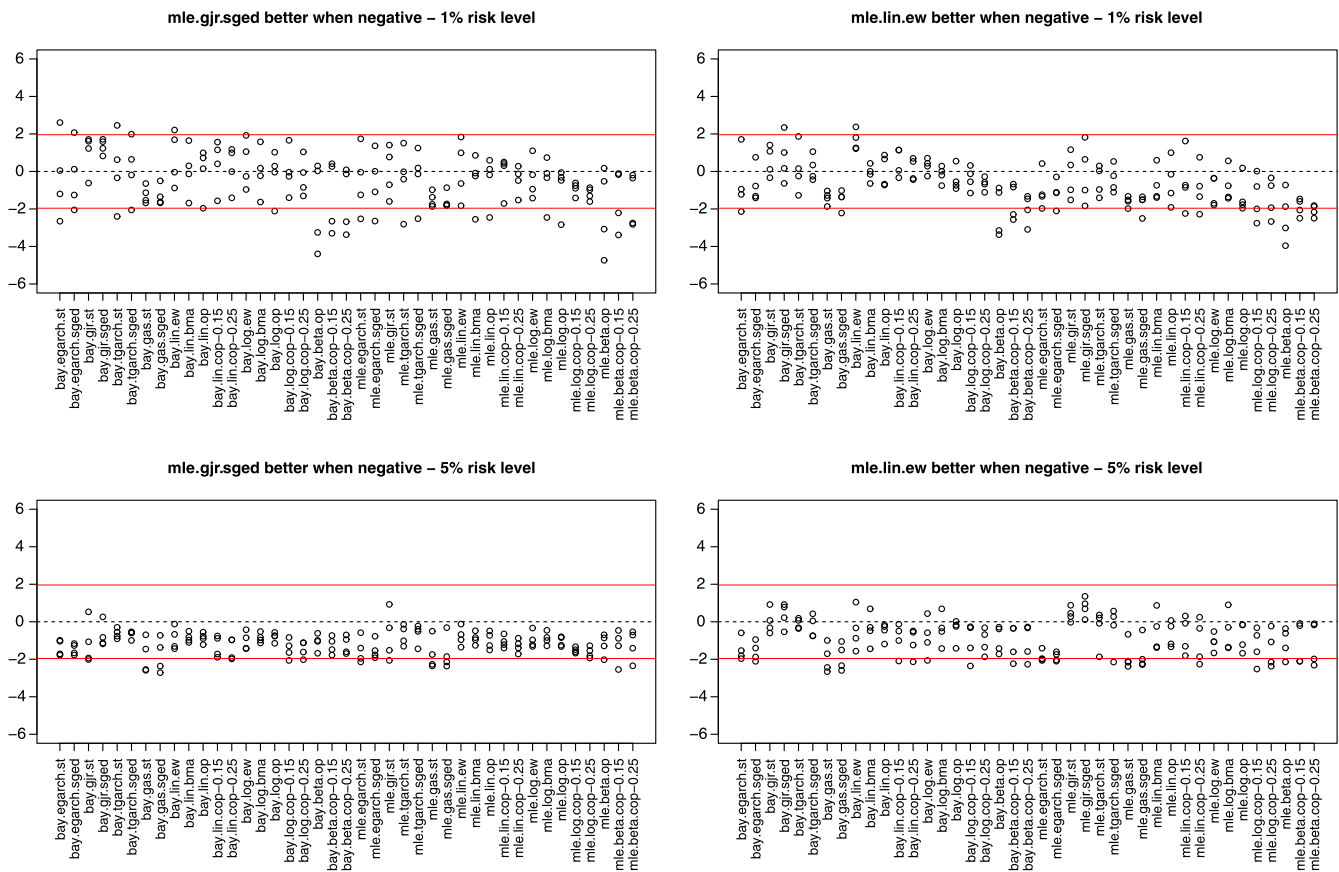 mle.gjr.sged better when negative – 1% risk level
6
4
2
0
−2
−4
−6
bay.egarch.st
bay.egarch.sged
bay.gjr.st
bay.gjr.sged
bay.tgarch.st
bay.tgarch.sged
bay.gas.st
bay.gas.sged
bay.lin.ew
bay.lin.bma
bay.lin.op
bay.lin.cop−0.15
bay.lin.cop−0.25
bay.log.ew
bay.log.bma
bay.log.op
bay.log.cop−0.15
bay.log.cop−0.25
bay.beta.op
bay.beta.cop−0.15
bay.beta.cop−0.25
mle.egarch.st
mle.egarch.sged
mle.gjr.st
mle.tgarch.st
mle.tgarch.sged
mle.gas.st
mle.gas.sged
mle.lin.ew
mle.lin.bma
mle.lin.op
mle.lin.cop−0.15
mle.lin.cop−0.25
mle.log.ew
mle.log.bma
mle.log.op
mle.log.cop−0.15
mle.log.cop−0.25
mle.beta.op
mle.beta.cop−0.15
mle.beta.cop−0.25
mle.lin.ew better when negative – 1% risk level
6
4
2
0
−2
−4
−6
bay.egarch.st
bay.egarch.sged
bay.gjr.st
bay.gjr.sged
bay.tgarch.st
bay.tgarch.sged
bay.gas.st
bay.gas.sged
bay.lin.ew
bay.lin.bma
bay.lin.op
bay.lin.cop−0.15
bay.lin.cop−0.25
bay.log.ew
bay.log.bma
bay.log.op
bay.log.cop−0.15
bay.log.cop−0.25
bay.beta.op
bay.beta.cop−0.15
bay.beta.cop−0.25
mle.egarch.st
mle.egarch.sged
mle.gjr.st
mle.gjr.sged
mle.tgarch.st
mle.tgarch.sged
mle.gas.st
mle.gas.sged
mle.lin.bma
mle.lin.op
mle.lin.cop−0.15
mle.lin.cop−0.25
mle.log.ew
mle.log.bma
mle.log.op
mle.log.cop−0.15
mle.log.cop−0.25
mle.beta.op
mle.beta.cop−0.15
mle.beta.cop−0.25
mle.gjr.sged better when negative – 5% risk level
6
4
2
0
−2
−4
−6
bay.egarch.st
bay.egarch.sged
bay.gjr.st
bay.gjr.sged
bay.tgarch.st
bay.tgarch.sged
bay.gas.st
bay.gas.sged
bay.lin.ew
bay.lin.bma
bay.lin.op
bay.lin.cop−0.15
bay.lin.cop−0.25
bay.log.ew
bay.log.bma
bay.log.op
bay.log.cop−0.15
bay.log.cop−0.25
bay.beta.op
bay.beta.cop−0.15
bay.beta.cop−0.25
mle.egarch.st
mle.egarch.sged
mle.gjr.st
mle.tgarch.st
mle.tgarch.sged
mle.gas.st
mle.gas.sged
mle.lin.ew
mle.lin.bma
mle.lin.op
mle.lin.cop−0.15
mle.lin.cop−0.25
mle.log.ew
mle.log.bma
mle.log.op
mle.log.cop−0.15
mle.log.cop−0.25
mle.beta.op
mle.beta.cop−0.15
mle.beta.cop−0.25
mle.lin.ew better when negative – 5% risk level
6
4
2
0
−2
−4
−6
bay.egarch.st
bay.egarch.sged
bay.gjr.st
bay.gjr.sged
bay.tgarch.st
bay.tgarch.sged
bay.gas.st
bay.gas.sged
bay.lin.ew
bay.lin.bma
bay.lin.op
bay.lin.cop−0.15
bay.lin.cop−0.25
bay.log.ew
bay.log.bma
bay.log.op
bay.log.cop−0.15
bay.log.cop−0.25
bay.beta.op
bay.beta.cop−0.15
bay.beta.cop−0.25
mle.egarch.st
mle.egarch.sged
mle.gjr.st
mle.gjr.sged
mle.tgarch.st
mle.tgarch.sged
mle.gas.st
mle.gas.sged
mle.lin.bma
mle.lin.op
mle.lin.cop−0.15
mle.lin.cop−0.25
mle.log.ew
mle.log.bma
mle.log.op
mle.log.cop−0.15
mle.log.cop−0.25
mle.beta.op
mle.beta.cop−0.15
mle.beta.cop−0.25